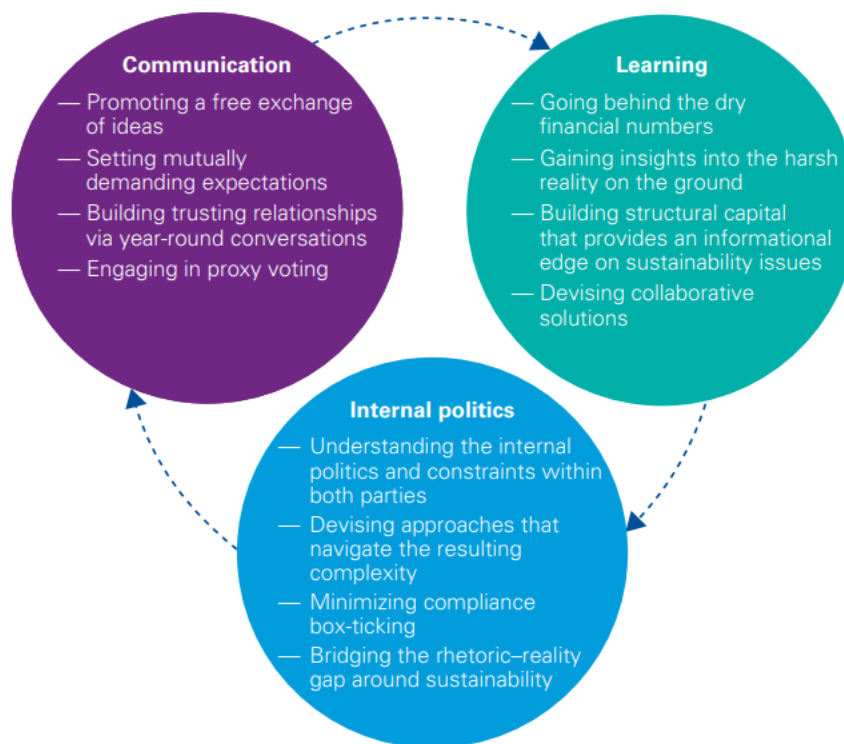 Communication
— Promoting a free exchange
of ideas
— Setting mutually
demanding expectations
— Building trusting relationships
via year-round conversations
— Engaging in proxy voting
Learning
— Going behind the dry
financial numbers
— Gaining insights into the harsh
reality on the ground
— Building structural capital
that provides an informational
edge on sustainability issues
— Devising collaborative
solutions
Internal politics
— Understanding the internal
politics and constraints within
both parties
— Devising approaches that
navigate the resulting
complexity
— Minimizing compliance
box-ticking
— Bridging the rhetoric–reality
gap around sustainability